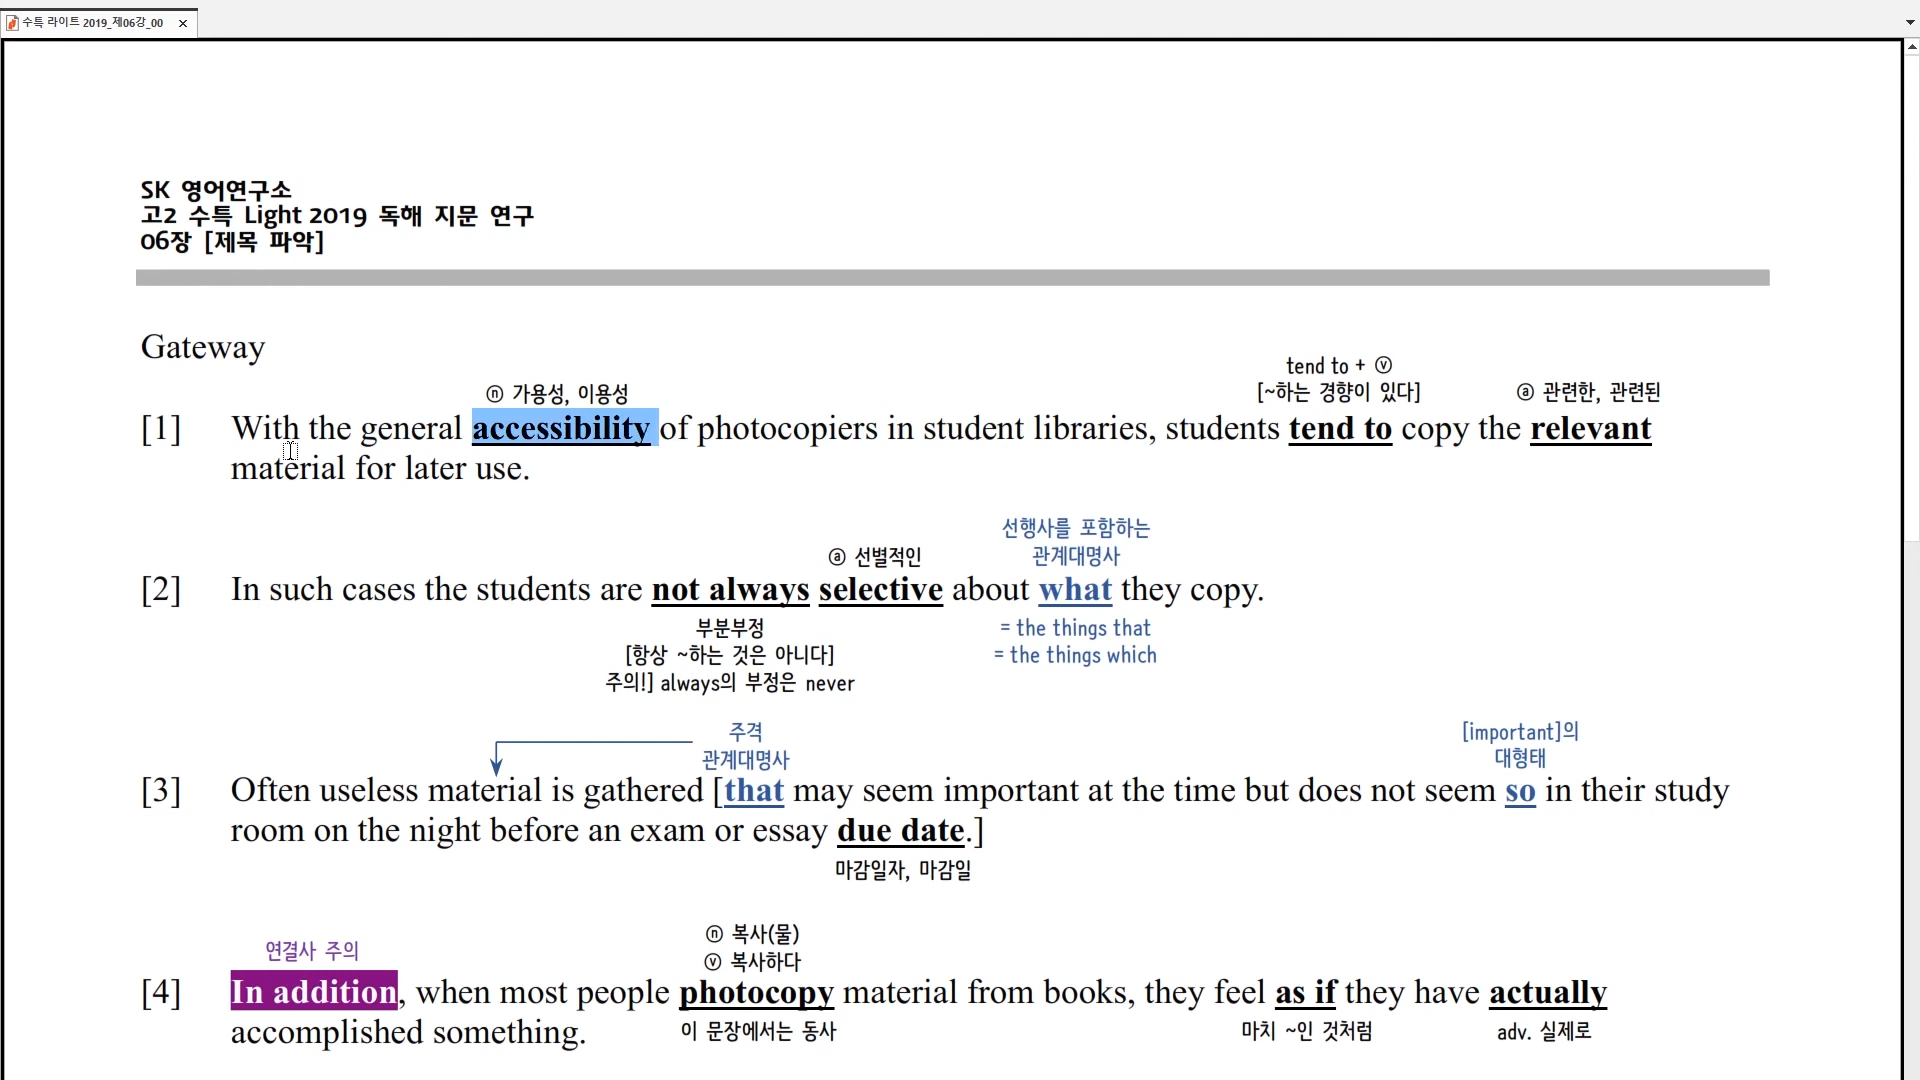 수특 라이트 2019_제06강_00
SK 영어연구소
고2 수특 Light 2019 독해 지문 연구
06장 [제목 파악]
Gateway
tend to + ⓥ
ⓝ 가용성, 이용성 [~하는 경향이 있다] ⓐ 관련한, 관련된
[1] With the general accessibility of photocopiers in student libraries, students tend to copy the relevant
material for later use.
선행사를 포함하는
ⓐ 선별적인 관계대명사
[2] In such cases the students are not always selective about what they copy.
부분부정 = the things that
[항상 ~하는 것은 아니다] = the things which
주의!] always의 부정은 never
주격 [important]의
관계대명사 대형태
[3] Often useless material is gathered [that may seem important at the time but does not seem so in their study
room on the night before an exam or essay due date.]
마감일자, 마감일
ⓝ 복사(물)
연결사 주의 ⓥ 복사하다
[4] In addition, when most people photocopy material from books, they feel as if they have actually
accomplished something. 이 문장에서는 동사 마치 ~인 것처럼 adv. 실제로